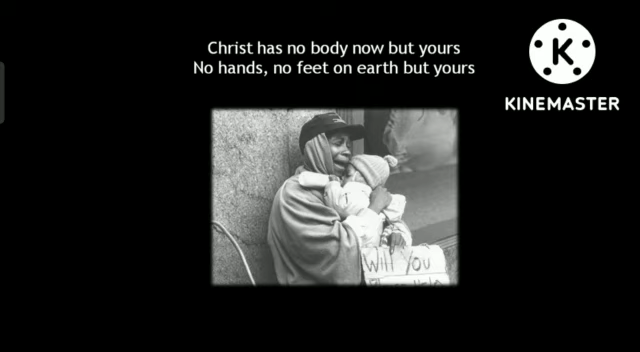 Christ has no body now but yours
No hands, no feet on earth but yours
K
KINEMASTER
Will You